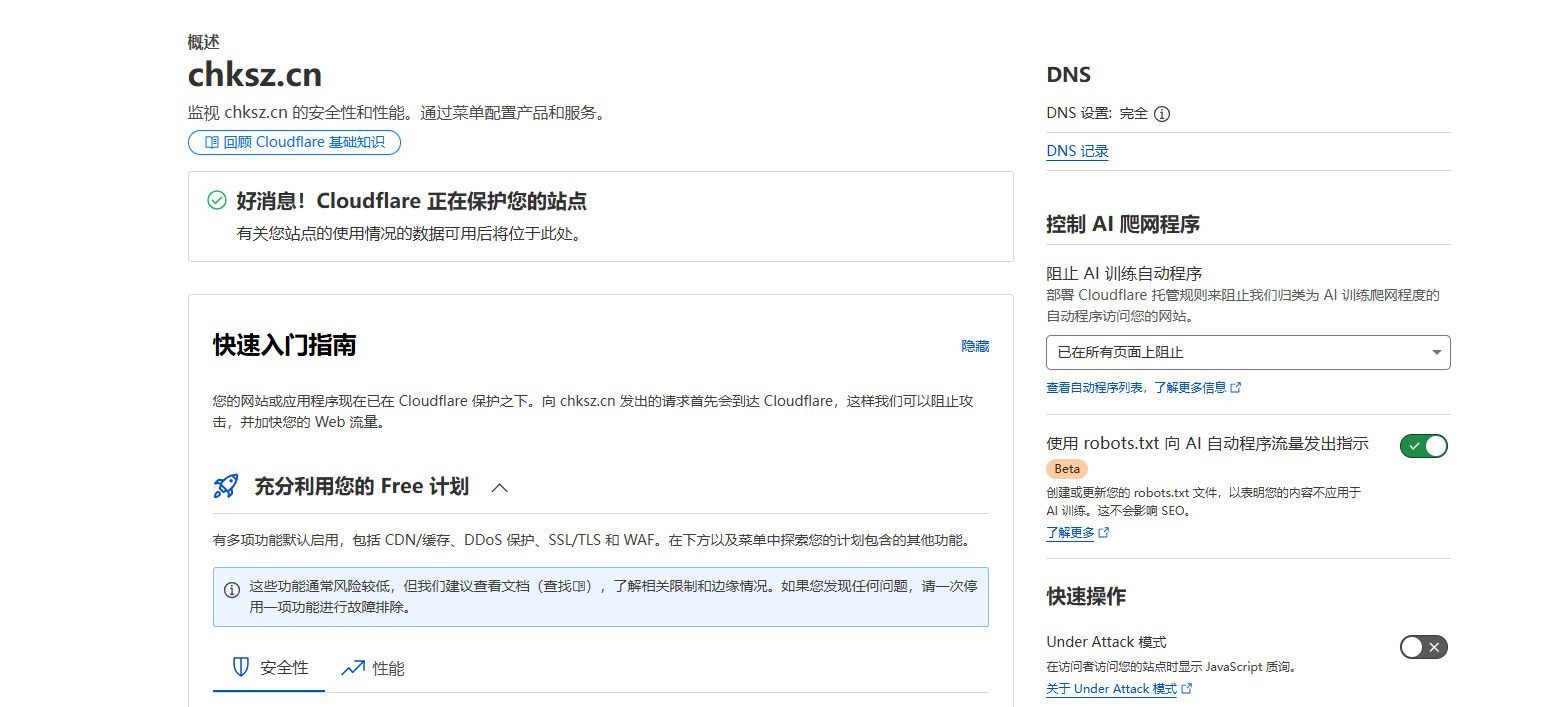 概述
chksz.cn
监视 chksz.cn 的安全性和性能。通过菜单配置产品和服务。
回顾 Cloudflare 基础知识
好消息！Cloudflare 正在保护您的站点
有关您站点的使用情况的数据可用后将位于此处。
快速入门指南
隐藏
您的网站或应用程序现在已在 Cloudflare 保护之下。向 chksz.cn 发出的请求首先会到达 Cloudflare，这样我们可以阻止攻
击，并加快您的 Web 流量。
充分利用您的 Free 计划
有多项功能默认启用，包括 CDN/缓存、DDoS 保护、SSL/TLS 和 WAF。在下方以及菜单中探索您的计划包含的其他功能。
这些功能通常风险较低，但我们建议查看文档（查找），了解相关限制和边缘情况。如果您发现任何问题，请一次停
用一项功能进行故障排除。
安全性
性能
DNS
DNS 设置: 完全
DNS 记录
控制 AI 爬网程序
阻止 AI 训练自动程序
部署 Cloudflare 托管规则来阻止我们归类为 AI 训练爬网程度的
自动程序访问您的网站。
已在所有页面上阻止
查看自动程序列表，了解更多信息
使用 robots.txt 向 AI 自动程序流量发出指示
Beta
创建或更新您的 robots.txt 文件，以表明您的内容不应用于
AI 训练。这不会影响 SEO。
了解更多
快速操作
Under Attack 模式
在访问者访问您的站点时显示 JavaScript 质询。
关于 Under Attack 模式